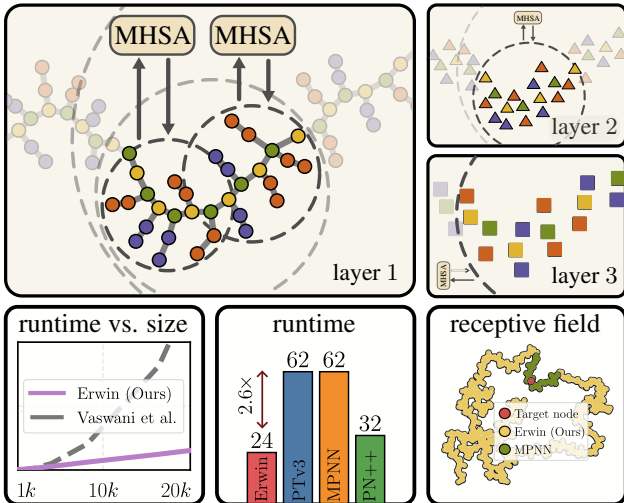 MHSA MHSA
layer 1
MHSA
layer 2
MHSA
layer 3
runtime vs. size
Erwin (Ours)
Vaswani et al.
1k 10k 20k
runtime
2.6×
24 62 62 32
Erwin PTv3 MPNN PN++
receptive field
Target node
Erwin (Ours)
MPNN